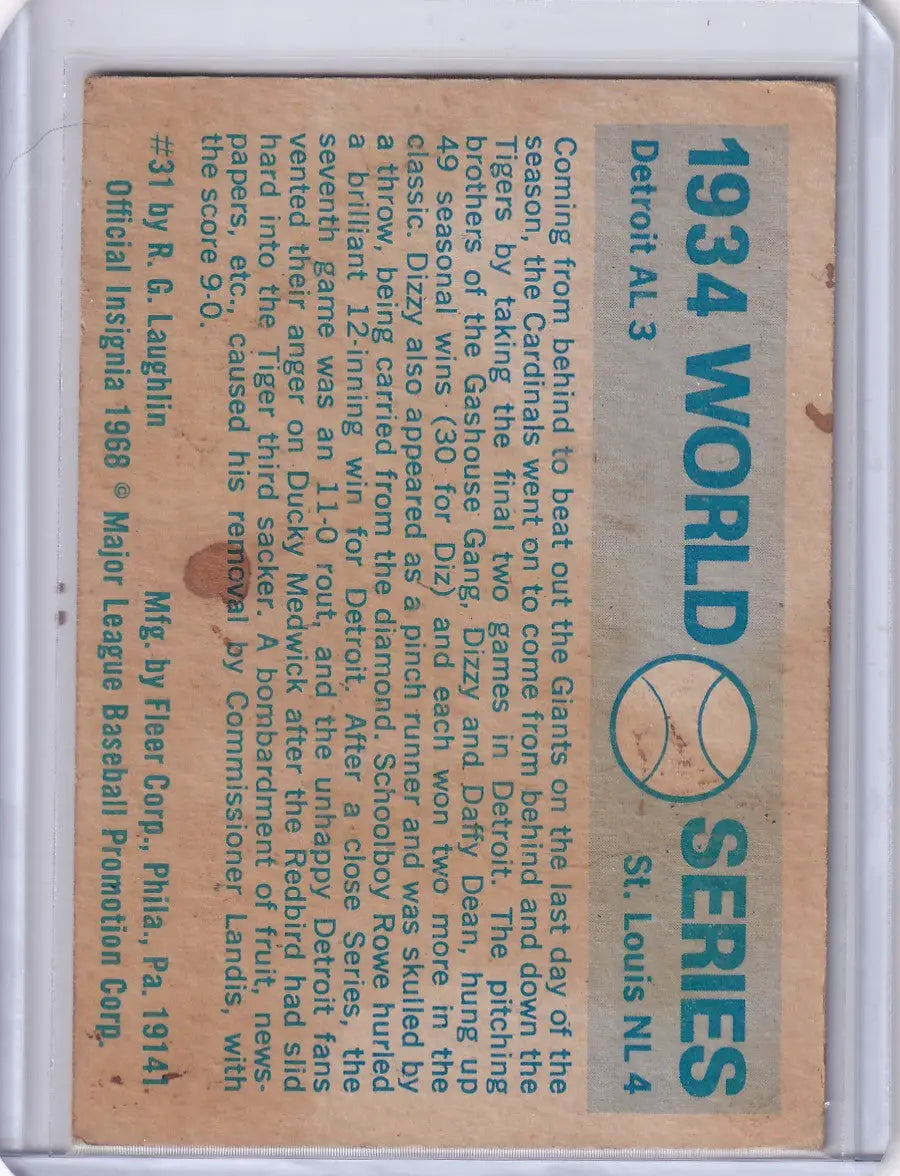 1934 WORLD SERIES
Detroit AL 3 St. Louis NL 4
Coming from behind to beat out the Giants on the last day of the
season, the Cardinals went on to come from behind and down the
Tigers by taking the final two games in Detroit. The pitching
brothers of the Gashouse Gang, Dizzy and Daffy Dean, hung up
49 seasonal wins (30 for Diz) and each won two more in the
classic. Dizzy also appeared as a pinch runner and was skulled by
a throw, being carried from the diamond. Schoolboy Rowe hurled
a brilliant 12-inning win for Detroit. After a close Series, the
seventh game was an 11-0 rout, and the unhappy Detroit fans
vented their anger on Ducky Medwick after the Redbird had slid
hard into the Tiger third sacker. A bombardment of fruit, news-
papers, etc., caused his removal by Commissioner Landis, with
the score 9-0.
#31 by R. G. Laughlin Mfg. by Fleer Corp., Phila., Pa. 19141
Official Insignia 1968 © Major League Baseball Promotion Corp.